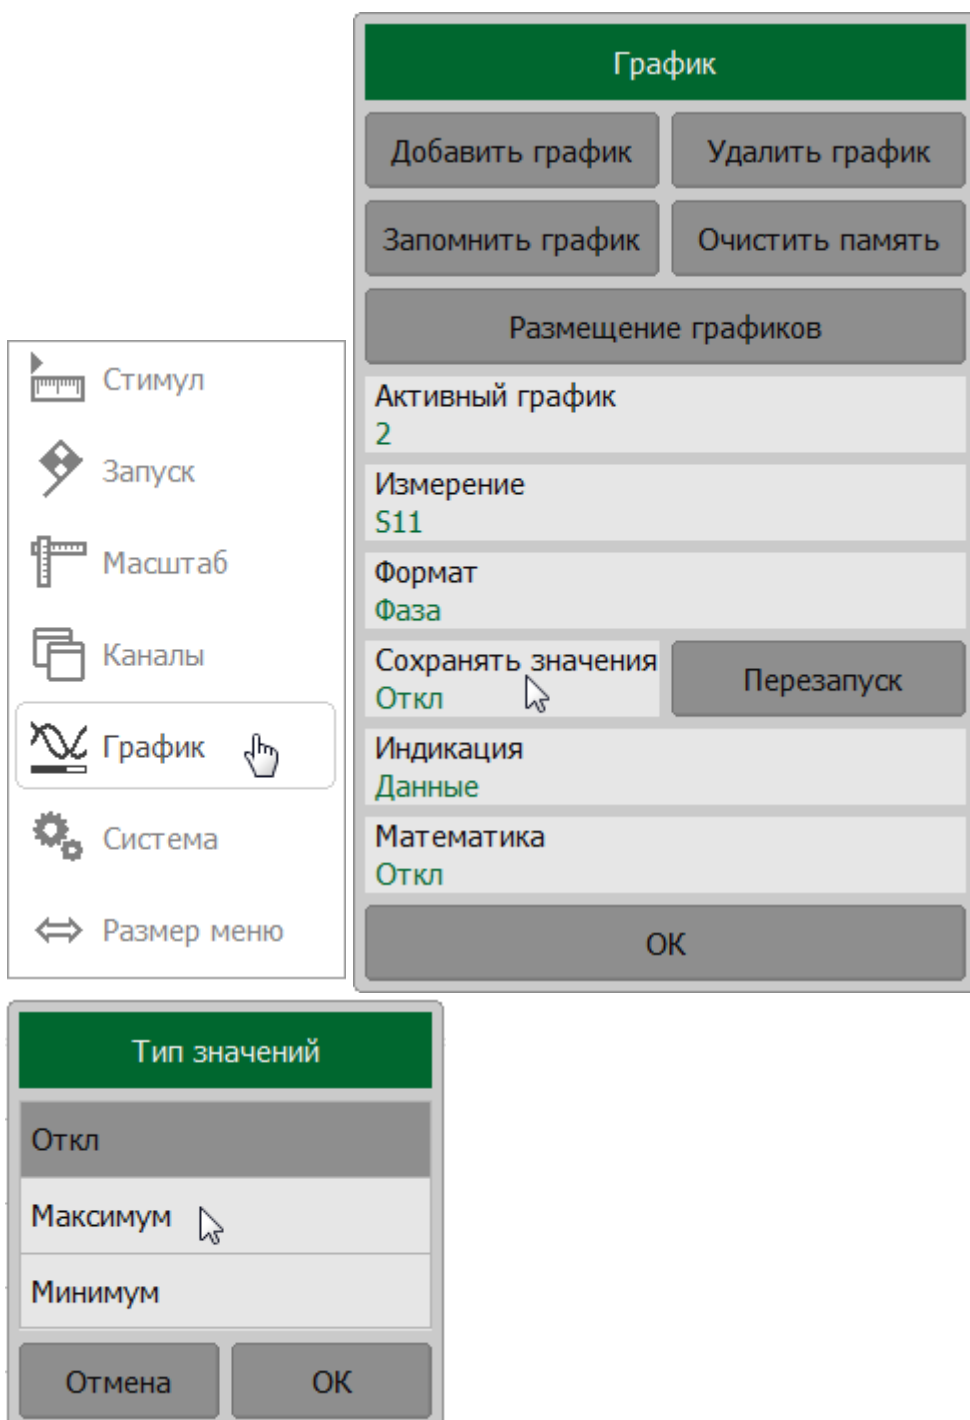 Стимул
Запуск
Масштаб
Каналы
График
Система
Размер меню
График
Добавить график
Удалить график
Запомнить график
Очистить память
Размещение графиков
Активный график
2
Измерение
S11
Формат
Фаза
Сохранять значения
Откл
Перезапуск
Индикация
Данные
Математика
Откл
ОК
Тип значений
Откл
Максимум
Минимум
Отмена
ОК